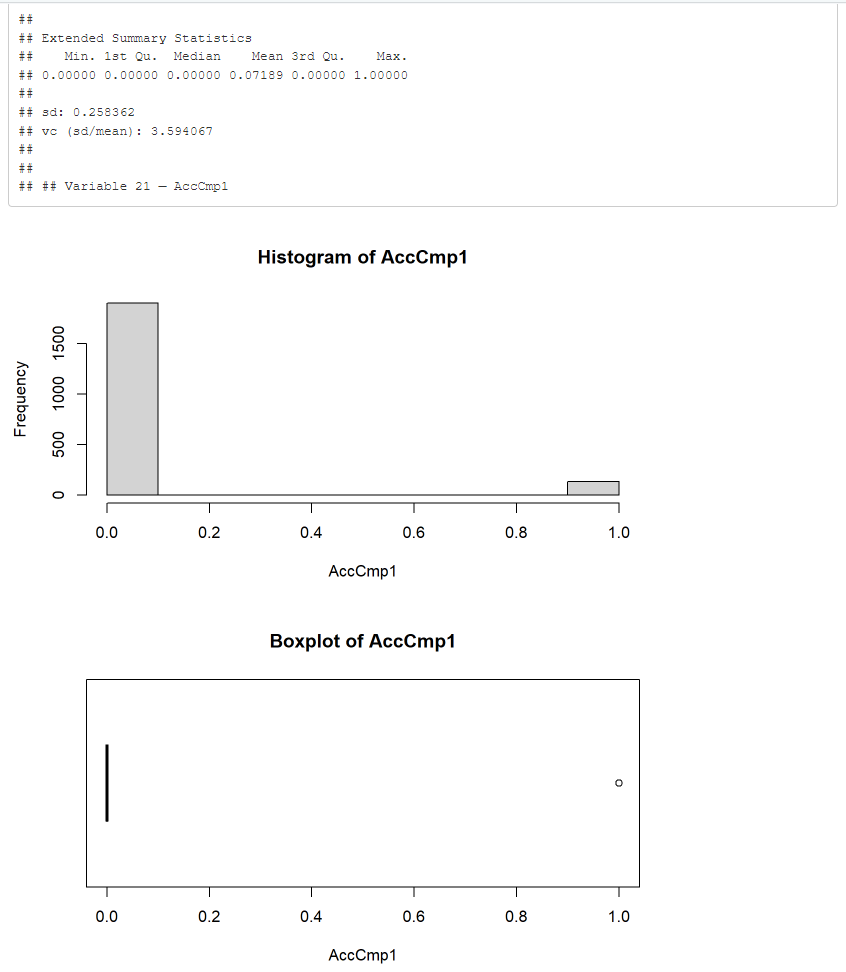 ##
## Extended Summary Statistics
##    Min. 1st Qu.  Median    Mean 3rd Qu.    Max.
## 0.00000 0.00000 0.00000 0.07189 0.00000 1.00000
##
## sd: 0.258362
## vc (sd/mean): 3.594067
##
##
## ## Variable 21 – AccCmp1
Histogram of AccCmp1
Frequency
1500
1000
500
0
0.0 0.2 0.4 0.6 0.8 1.0
AccCmp1
Boxplot of AccCmp1
0.0 0.2 0.4 0.6 0.8 1.0
AccCmp1